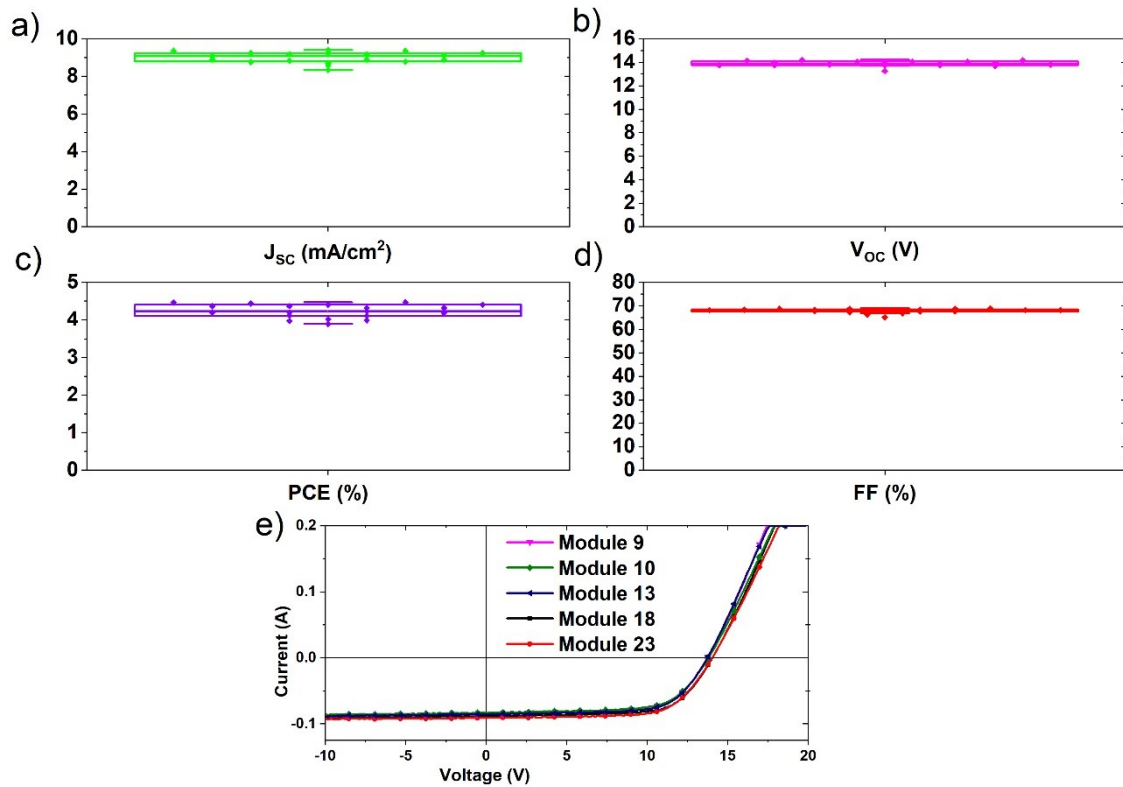 a)
10
8
6
4
2
0
J_SC (mA/cm²)
b)
16
14
12
10
8
6
4
2
0
V_OC (V)
c)
5
4
3
2
1
0
PCE (%)
d)
80
70
60
50
40
30
20
10
0
FF (%)
e)
0.2
0.1
0.0
-0.1
Current (A)
Module 9
Module 10
Module 13
Module 18
Module 23
-10 -5 0 5 10 15 20
Voltage (V)